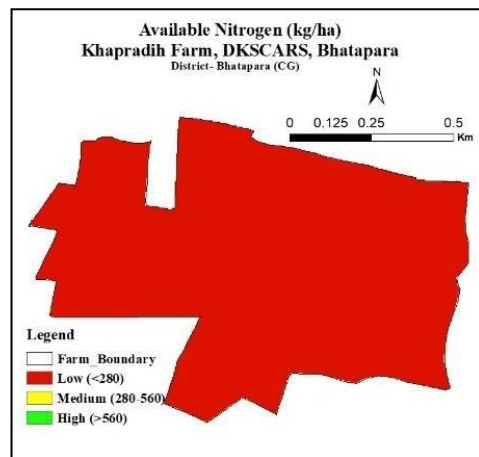 Available Nitrogen (kg/ha)
Khapradih Farm, DKSCARS, Bhatapara
District- Bhatapara (CG)
N
0 0.125 0.25 0.5
Km
Legend
Farm_Boundary
Low (<280)
Medium (280-560)
High (>560)